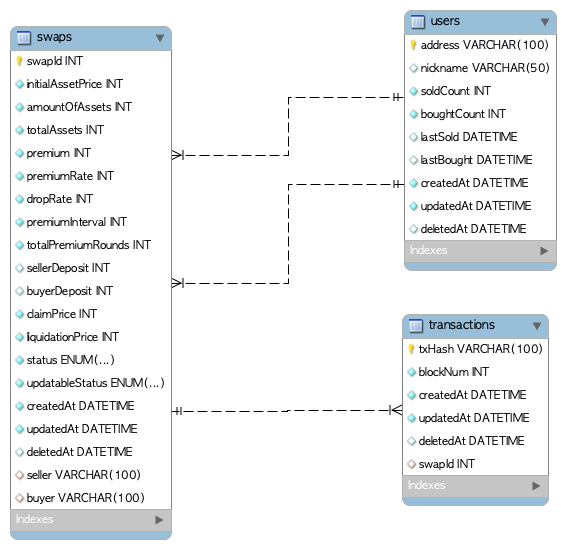 swaps
swapId INT
initialAssetPrice INT
amountOfAssets INT
totalAssets INT
premium INT
premiumRate INT
dropRate INT
premiumInterval INT
totalPremiumRounds INT
sellerDeposit INT
buyerDeposit INT
claimPrice INT
liquidationPrice INT
status ENUM(...)
updatableStatus ENUM(...)
createdAt DATETIME
updatedAt DATETIME
deletedAt DATETIME
seller VARCHAR(100)
buyer VARCHAR(100)
Indexes
users
address VARCHAR(100)
nickname VARCHAR(50)
soldCount INT
boughtCount INT
lastSold DATETIME
lastBought DATETIME
createdAt DATETIME
updatedAt DATETIME
deletedAt DATETIME
Indexes
transactions
txHash VARCHAR(100)
blockNum INT
createdAt DATETIME
updatedAt DATETIME
deletedAt DATETIME
swapId INT
Indexes